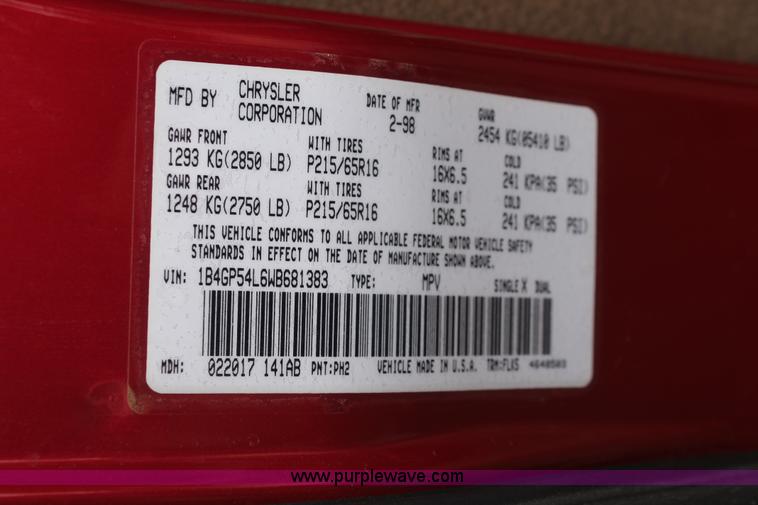 MFD BY CHRYSLER CORPORATION DATE OF MFR 2-98 GVWR 2454 KG(05410 LB)
GAWR FRONT WITH TIRES RIMS AT COLD
1293 KG(2850 LB) P215/65R16 16X6.5 241 KPA(35 PSI)
GAWR REAR WITH TIRES RIMS AT COLD
1248 KG(2750 LB) P215/65R16 16X6.5 241 KPA(35 PSI)
THIS VEHICLE CONFORMS TO ALL APPLICABLE FEDERAL MOTOR VEHICLE SAFETY
STANDARDS IN EFFECT ON THE DATE OF MANUFACTURE SHOWN ABOVE.
VIN: 1B4GP54L6WB681383 TYPE: MPV SINGLE X DUAL
MDH: 022017 141AB PNT:PH2 VEHICLE MADE IN U.S.A. TRM:FLKS
www.purplewave.com